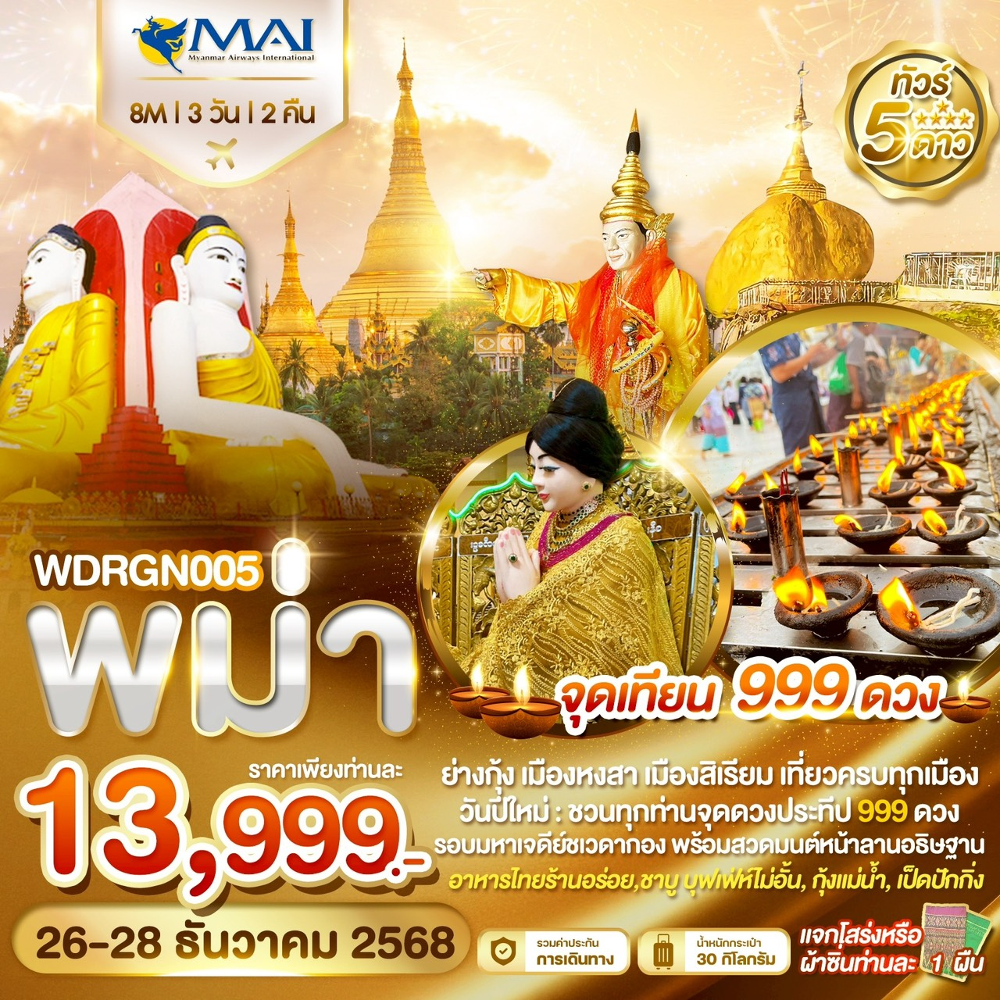 MAI
Myanmar Airways International
8M | 3 วัน | 2 คืน
ทัวร์
5 ดาว
WDRGN005
พม่า
ราคาเพียงท่านละ
13,999.-
26-28 ธันวาคม 2568
จุดเทียน 999 ดวง
ย่างกุ้ง เมืองหงสา เมืองสิเรียม เที่ยวครบทุกเมือง
วันปีใหม่ : ชวนทุกท่านจุดดวงประทีป 999 ดวง
รอบมหาเจดีย์ชเวดากอง พร้อมสวดมนต์หน้าลานอธิษฐาน
อาหารไทยร้านอร่อย,ชาบู บุฟเฟ่ห์ไม่อั้น, กุ้งแม่น้ำ, เป็ดปักกิ่ง
รวมค่าประกัน
การเดินทาง
น้ำหนักกระเป๋า
30 กิโลกรัม
แจกโสร่งหรือ
ผ้าซิ่นท่านละ 1 ผืน